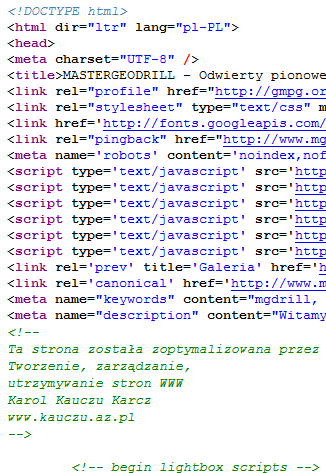 <!DOCTYPE html>
<html dir="ltr" lang="pl-PL">
<head>
<meta charset="UTF-8" />
<title>MASTERGEODRILL - Odwierty pionowe
<link rel="profile" href="http://gmpg.or
<link rel="stylesheet" type="text/css" m
<link href='http://fonts.googleapis.com/
<link rel="pingback" href="http://www.mg
<meta name='robots' content='noindex,nof
<script type='text/javascript' src='http
<script type='text/javascript' src='http
<script type='text/javascript' src='http
<script type='text/javascript' src='http
<script type='text/javascript' src='http
<script type='text/javascript' src='http
<link rel='prev' title='Galeria' href='h
<link rel='canonical' href='http://www.m
<meta name="keywords" content="mgdrill,
<meta name="description" content="Witamy
<!--
Ta strona została zoptymalizowana przez
Tworzenie, zarządzanie,
utrzymywanie stron WWW
Karol Kauczu Karcz
www.kauczu.az.pl
-->
<!-- begin lightbox scripts -->